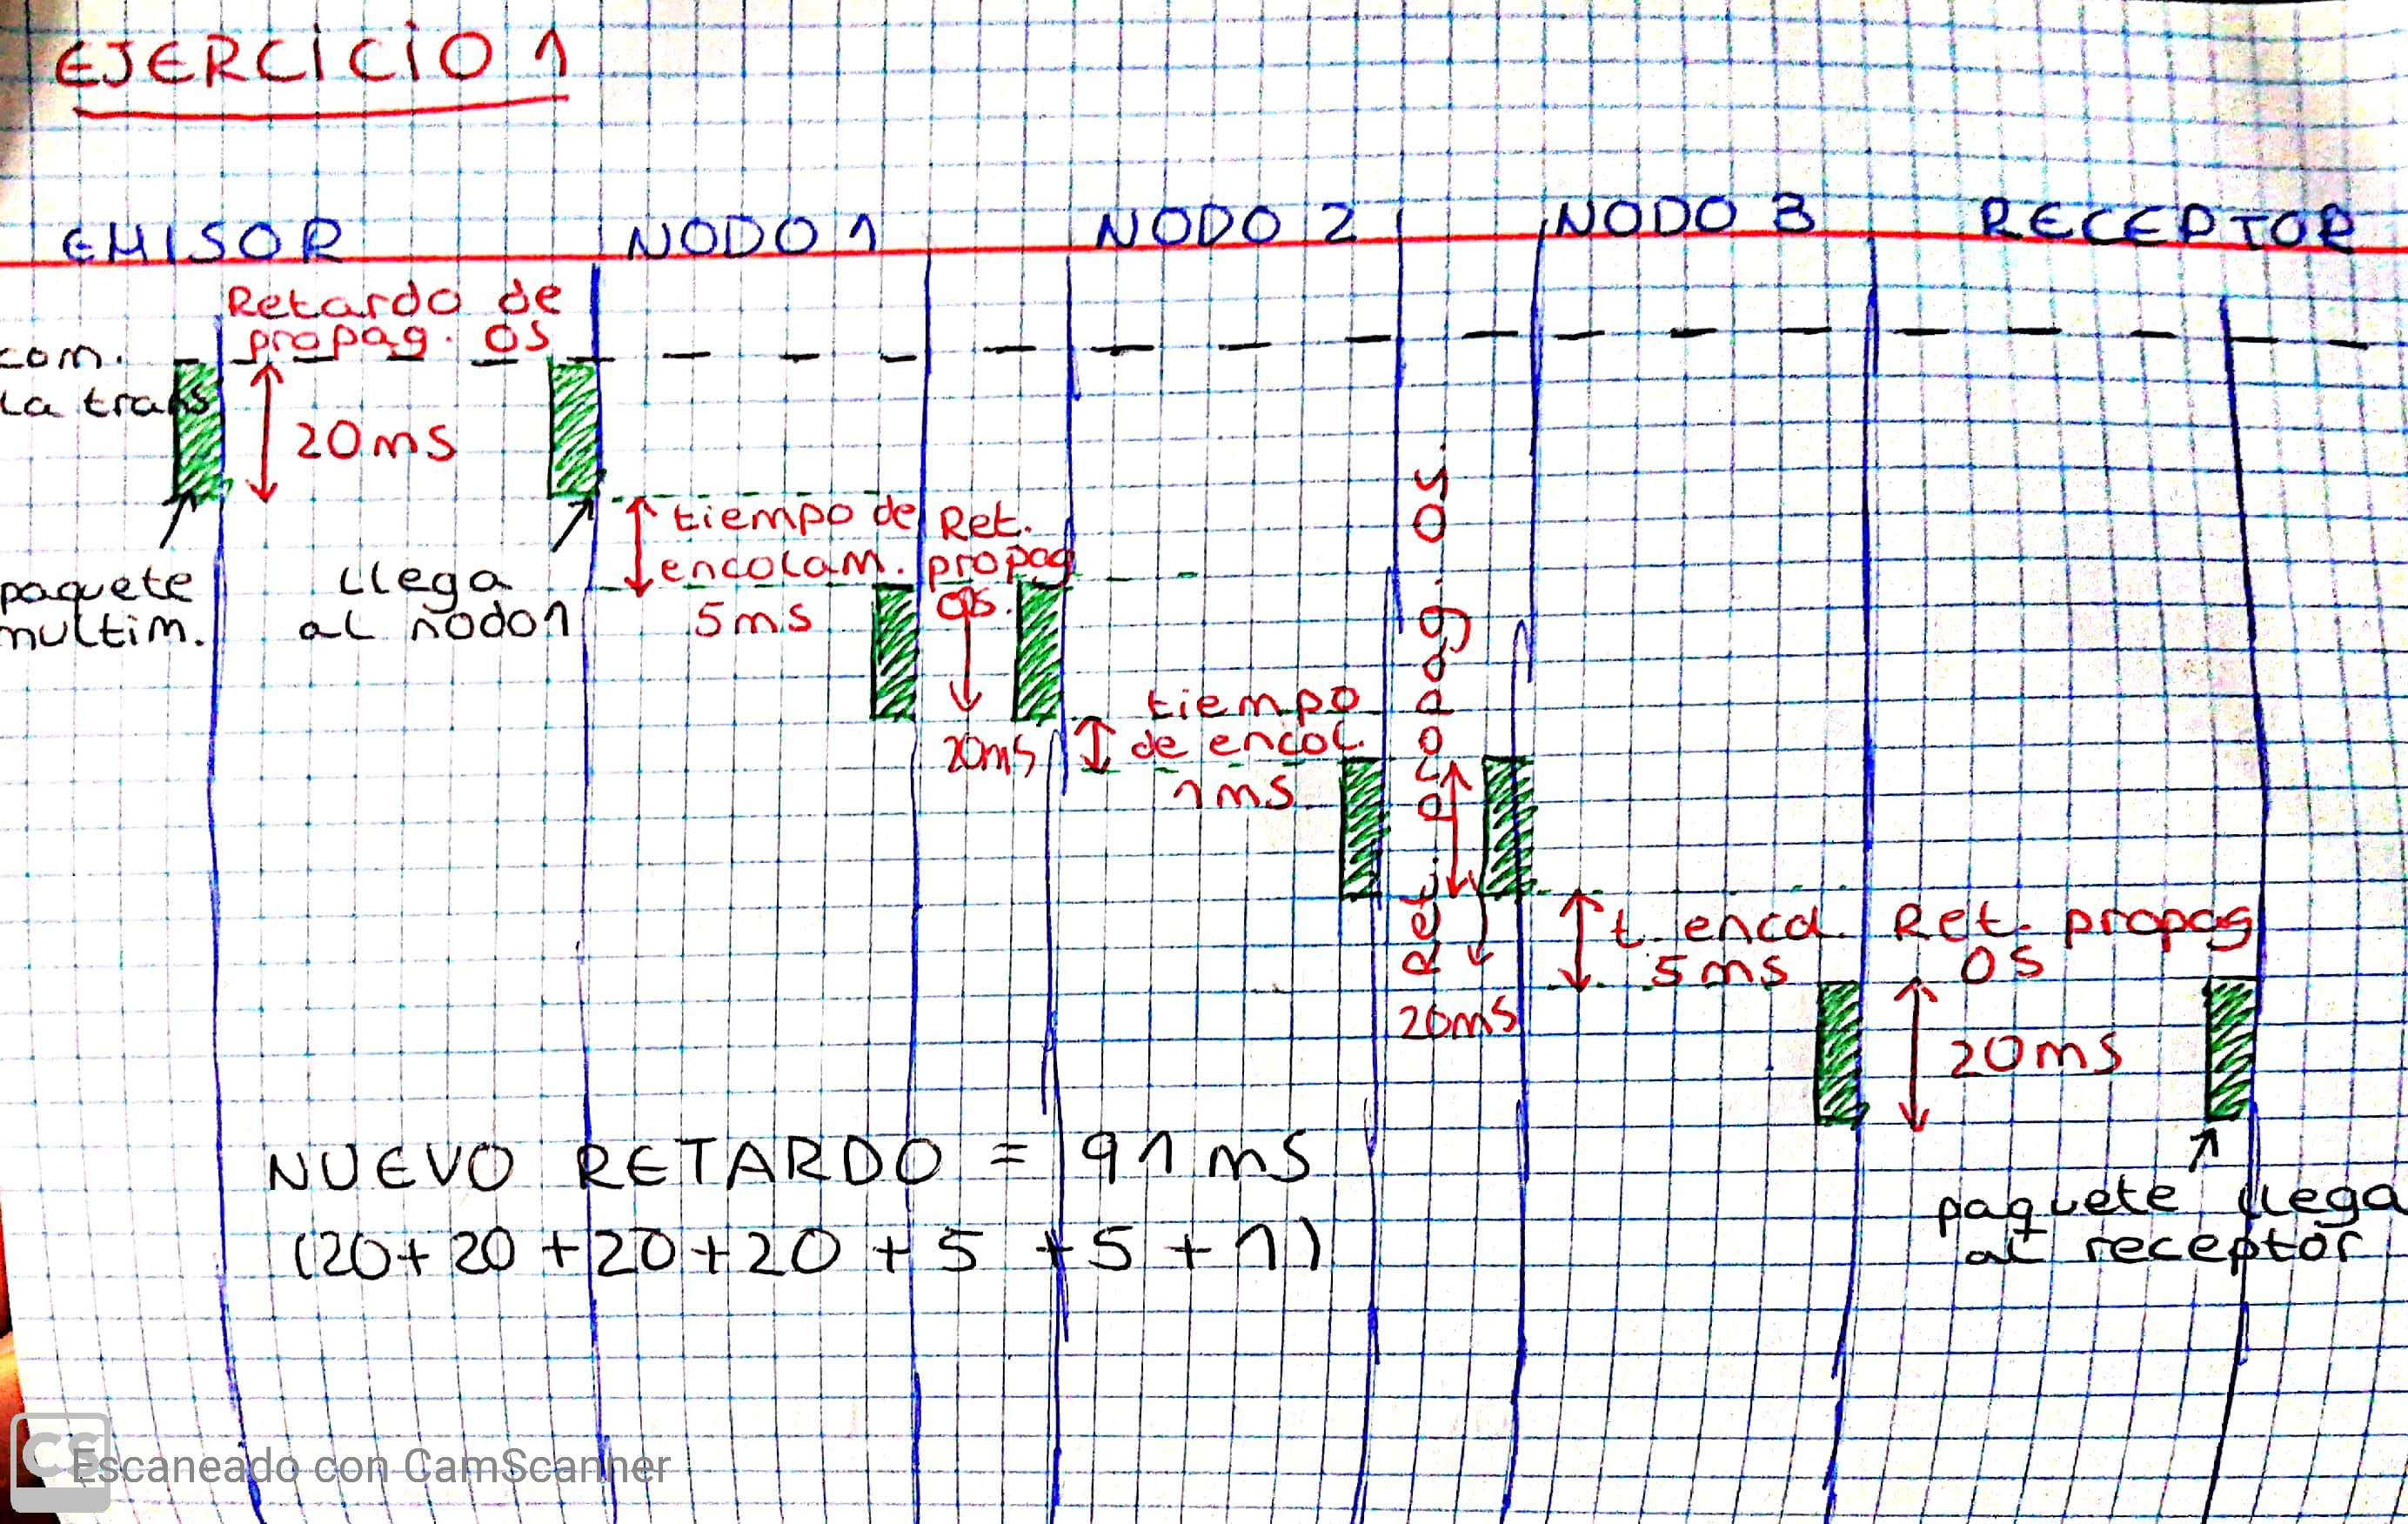 EJERCICIO 1
EMISOR NODO 1 NODO 2 NODO 3 RECEPTOR
Retardo de
propag. 0s
com.
la trans
20ms
paquete
multim.
llega
al nodo1
tiempo de
encolam.
5ms
Ret.
propag
0s.
20ms
tiempo
de encol.
1ms.
Ret. propag. 0s.
20ms
t. encol.
5ms
Ret. propag
0s
20ms
paquete llega
al receptor
NUEVO RETARDO = 91 ms
(20+20+20+20+5+5+1)
CS Escaneado con CamScanner